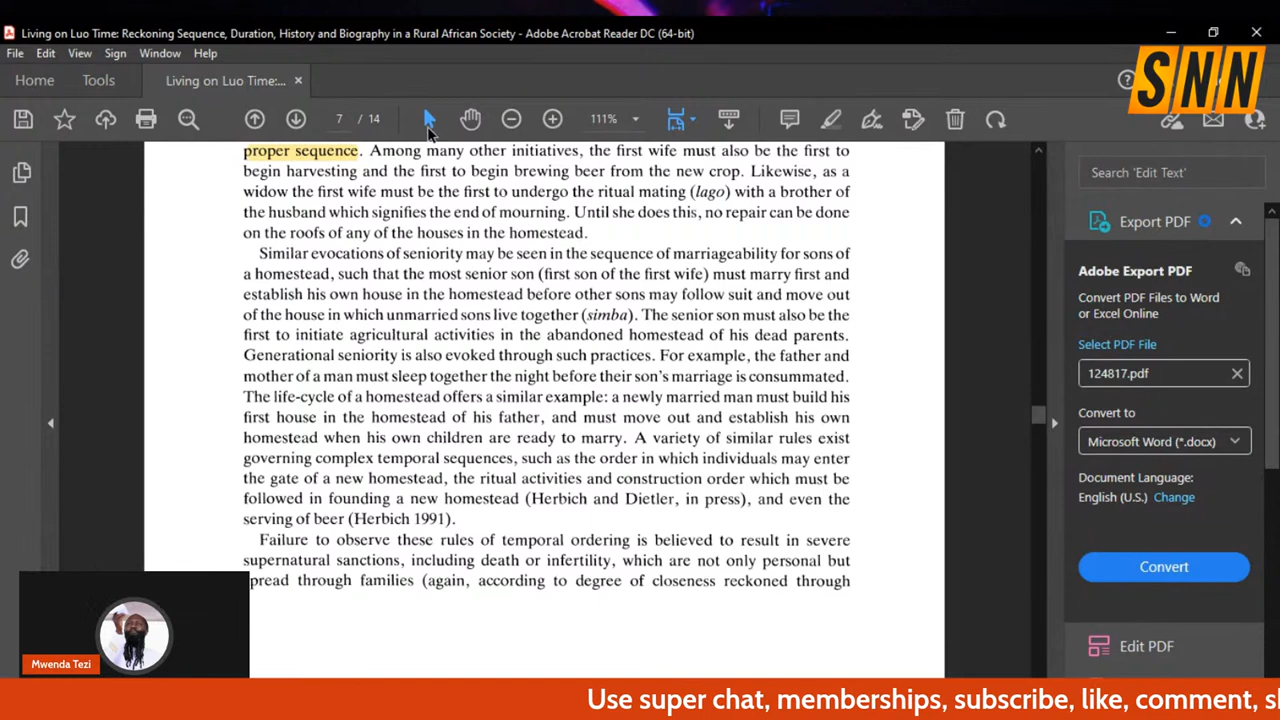 Living on Luo Time: Reckoning Sequence, Duration, History and Biography in a Rural African Society - Adobe Acrobat Reader DC (64-bit)
File Edit View Sign Window Help
Home Tools Living on Luo Time:... ×
SNN
7 / 14 111%
proper sequence. Among many other initiatives, the first wife must also be the first to
begin harvesting and the first to begin brewing beer from the new crop. Likewise, as a
widow the first wife must be the first to undergo the ritual mating (lago) with a brother of
the husband which signifies the end of mourning. Until she does this, no repair can be done
on the roofs of any of the houses in the homestead.
Similar evocations of seniority may be seen in the sequence of marriageability for sons of
a homestead, such that the most senior son (first son of the first wife) must marry first and
establish his own house in the homestead before other sons may follow suit and move out
of the house in which unmarried sons live together (simba). The senior son must also be the
first to initiate agricultural activities in the abandoned homestead of his dead parents.
Generational seniority is also evoked through such practices. For example, the father and
mother of a man must sleep together the night before their son's marriage is consummated.
The life-cycle of a homestead offers a similar example: a newly married man must build his
first house in the homestead of his father, and must move out and establish his own
homestead when his own children are ready to marry. A variety of similar rules exist
governing complex temporal sequences, such as the order in which individuals may enter
the gate of a new homestead, the ritual activities and construction order which must be
followed in founding a new homestead (Herbich and Dietler, in press), and even the
serving of beer (Herbich 1991).
Failure to observe these rules of temporal ordering is believed to result in severe
supernatural sanctions, including death or infertility, which are not only personal but
spread through families (again, according to degree of closeness reckoned through
Search 'Edit Text'
Export PDF
Adobe Export PDF
Convert PDF Files to Word
or Excel Online
Select PDF File
124817.pdf
Convert to
Microsoft Word (*.docx)
Document Language:
English (U.S.) Change
Convert
Edit PDF
Mwenda Tezi
Use super chat, memberships, subscribe, like, comment, s